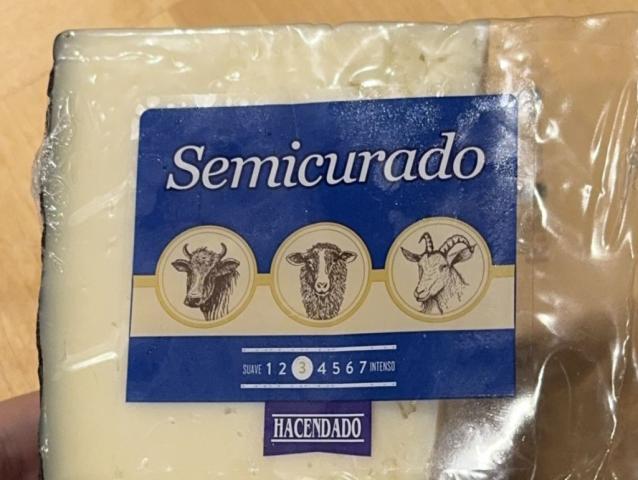 Semicurado
SUAVE 1 2 3 4 5 6 7 INTENSO
HACENDADO